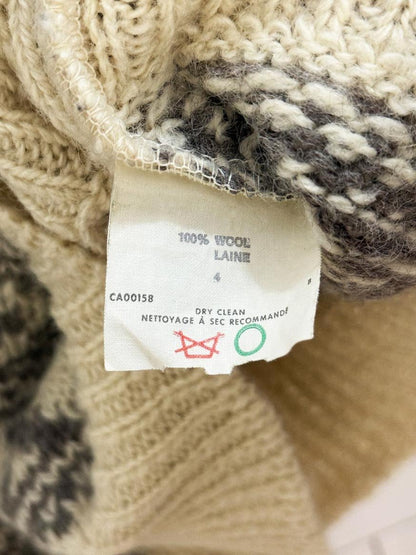 100% WOOL
LAINE
4
CA00158
DRY CLEAN
NETTOYAGE À SEC RECOMMANDÉ